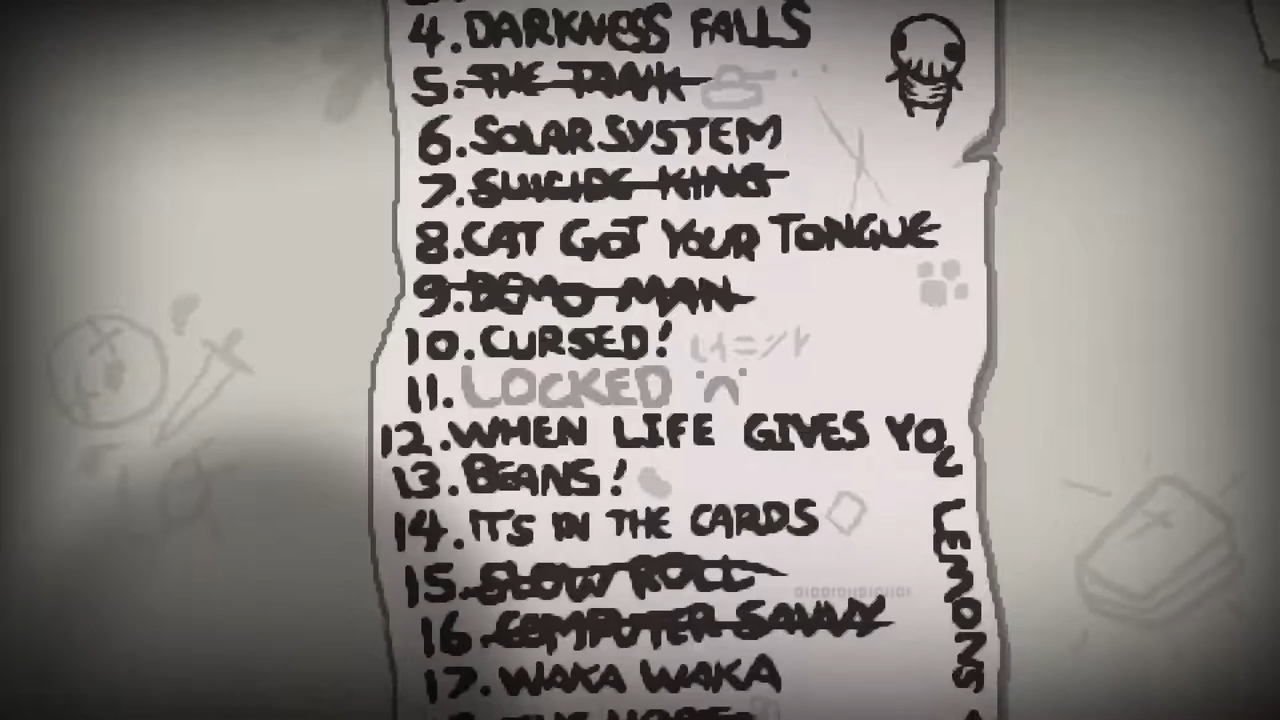 4. DARKNESS FALLS
5. THE TANK
6. SOLAR SYSTEM
7. SUICIDE KING
8. CAT GOT YOUR TONGUE
9. DEMO MAN
10. CURSED!
11. LOCKED
12. WHEN LIFE GIVES YOU LEMONS
13. BEANS!
14. IT'S IN THE CARDS
15. SLOW ROLL
16. COMPUTER SAVVY
17. WAKA WAKA